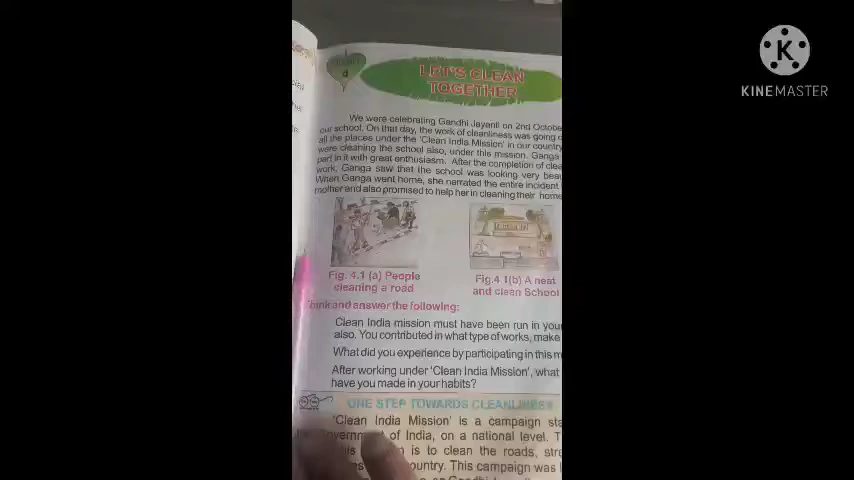 4
LET'S CLEAN
TOGETHER
K
KINEMASTER
We were celebrating Gandhi Jayanti on 2nd Octobe
our school. On that day, the work of cleanliness was going
all the places under the 'Clean India Mission' in our country
were cleaning the school also, under this mission. Ganga
part in it with great enthusiasm. After the completion of clea
work, Ganga saw that the school was looking very bea
When Ganga went home, she narrated the entire incident
mother and also promised to help her in cleaning their home
Fig. 4.1 (a) People
cleaning a road
Fig.4 1(b) A neat
and clean School
Think and answer the following:
Clean India mission must have been run in your
also. You contributed in what type of works, make
What did you experience by participating in this m
After working under 'Clean India Mission', what
have you made in your habits?
ONE STEP TOWARDS CLEANLINESS
'Clean India Mission' is a campaign sta
of India, on a national level. T
is to clean the roads, stre
country. This campaign was